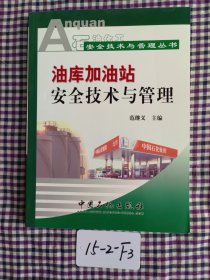 Anquan
石油化工
安全技术与管理丛书
油库加油站
安全技术与管理
范继文 主编
中国石化
中国石化出版社
15-2-F3